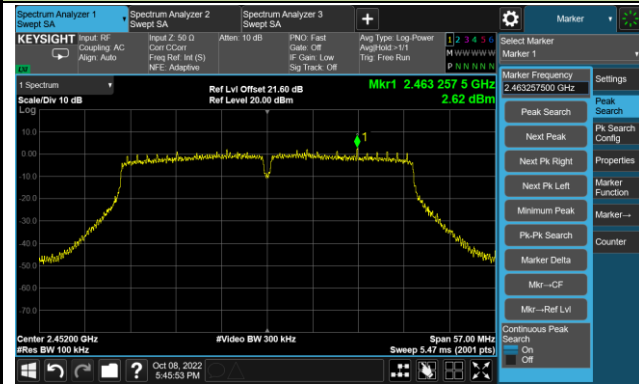 Spectrum Analyzer 1
Swept SA
Spectrum Analyzer 2
Swept SA
Spectrum Analyzer 3
Swept SA
+
Marker
KEYSIGHT
Input: RF
Coupling: AC
Align: Auto
Input Z: 50 Ω
Corr CCorr
Freq Ref: Int (S)
NFE: Adaptive
Atten: 10 dB
PNO: Fast
Gate: Off
IF Gain: Low
Sig Track: Off
Avg Type: Log-Power
Avg|Hold:>1/1
Trig: Free Run
1 2 3 4 5 6
M W W W W W
P N N N N N
Select Marker
Marker 1
1 Spectrum
Scale/Div 10 dB
Log
Ref Lvl Offset 21.60 dB
Ref Level 20.00 dBm
Mkr1 2.463 257 5 GHz
2.62 dBm
1
10.0
0.00
-10.0
-20.0
-30.0
-40.0
-50.0
-60.0
-70.0
Center 2.45200 GHz
#Res BW 100 kHz
#Video BW 300 kHz
Span 57.00 MHz
Sweep 5.47 ms (2001 pts)
Marker Frequency
2.463257500 GHz
Peak Search
Next Peak
Next Pk Right
Next Pk Left
Minimum Peak
Pk-Pk Search
Marker Delta
Mkr→CF
Mkr→Ref Lvl
Continuous Peak
Search
On
Off
Settings
Peak
Search
Pk Search
Config
Properties
Marker
Function
Marker→
Counter
?
Oct 08, 2022
5:45:53 PM